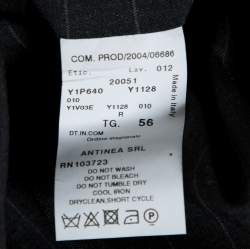 COM. PROD/2004/06686
Etic. Lav. 012
20051
Y1P640 Y1128
010
Y1V03E Y1128 010
R
TG. 56
Made in Italy
DT.IN.COM
Ordine stagionale
ANTINEA SRL
RN103723
DO NOT WASH
DO NOT BLEACH
DO NOT TUMBLE DRY
COOL IRON
DRYCLEAN,SHORT CYCLE